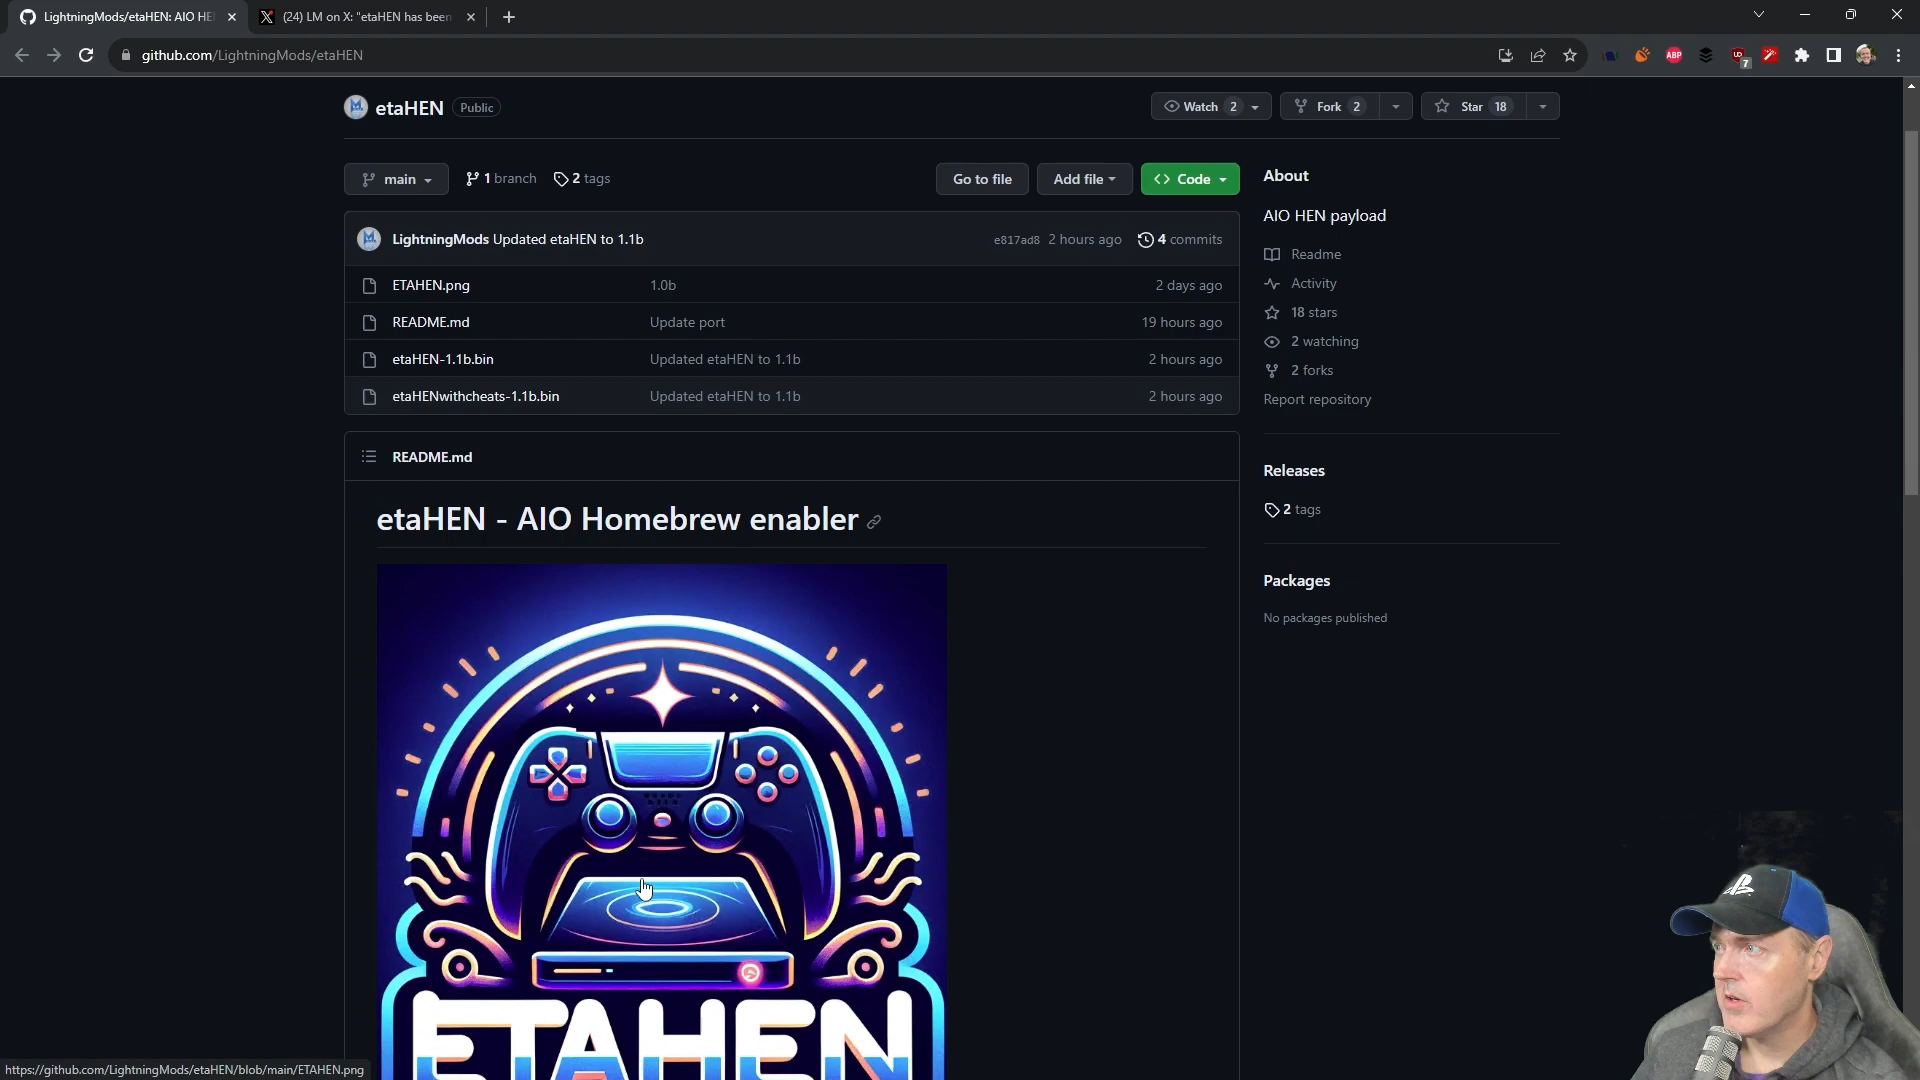 LightningMods/etaHEN: AIO HE
(24) LM on X: "etaHEN has been
github.com/LightningMods/etaHEN
ABP
UD
7
etaHEN Public
Watch 2
Fork 2
Star 18
main
1 branch
2 tags
Go to file
Add file
<> Code
LightningMods Updated etaHEN to 1.1b
e817ad8 2 hours ago
4 commits
ETAHEN.png 1.0b 2 days ago
README.md Update port 19 hours ago
etaHEN-1.1b.bin Updated etaHEN to 1.1b 2 hours ago
etaHENwithcheats-1.1b.bin Updated etaHEN to 1.1b 2 hours ago
README.md
etaHEN - AIO Homebrew enabler
ETAHEN
About
AIO HEN payload
Readme
Activity
18 stars
2 watching
2 forks
Report repository
Releases
2 tags
Packages
No packages published
https://github.com/LightningMods/etaHEN/blob/main/ETAHEN.png